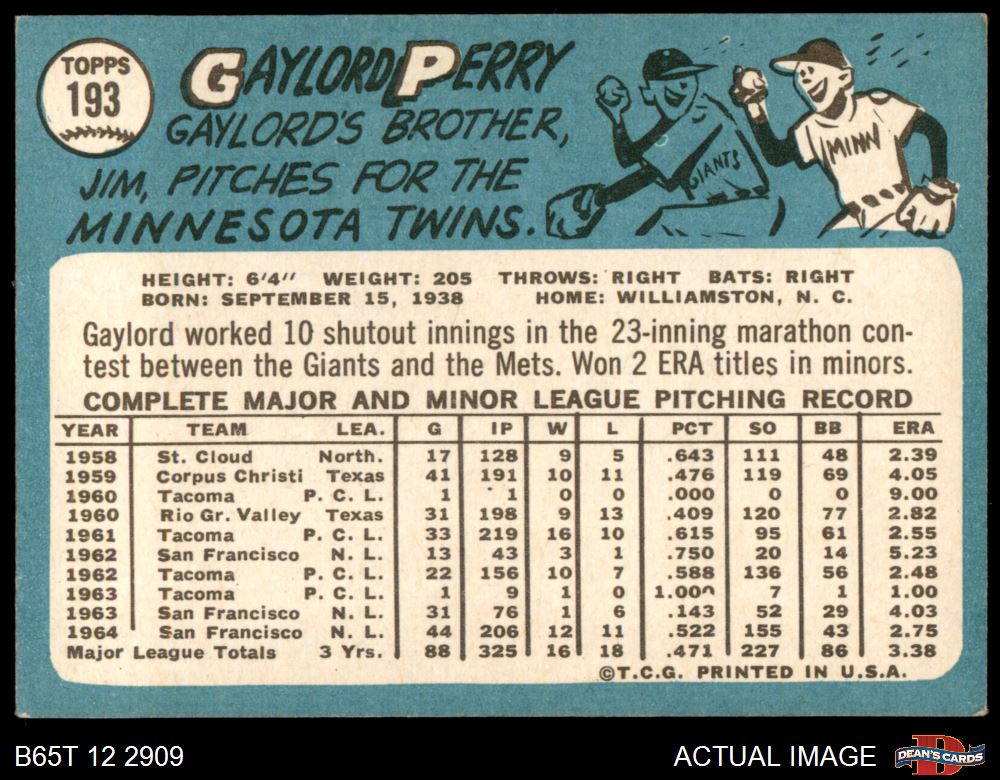 TOPPS
193
GAYLORD PERRY
GAYLORD'S BROTHER,
JIM, PITCHES FOR THE
MINNESOTA TWINS.
GIANTS
MINN
HEIGHT: 6'4" WEIGHT: 205 THROWS: RIGHT BATS: RIGHT
BORN: SEPTEMBER 15, 1938 HOME: WILLIAMSTON, N. C.
Gaylord worked 10 shutout innings in the 23-inning marathon con-
test between the Giants and the Mets. Won 2 ERA titles in minors.
COMPLETE MAJOR AND MINOR LEAGUE PITCHING RECORD
YEAR TEAM LEA. G IP W L PCT SO BB ERA
1958 St. Cloud North. 17 128 9 5 .643 111 48 2.39
1959 Corpus Christi Texas 41 191 10 11 .476 119 69 4.05
1960 Tacoma P. C. L. 1 1 0 0 .000 0 0 9.00
1960 Rio Gr. Valley Texas 31 198 9 13 .409 120 77 2.82
1961 Tacoma P. C. L. 33 219 16 10 .615 95 61 2.55
1962 San Francisco N. L. 13 43 3 1 .750 20 14 5.23
1962 Tacoma P. C. L. 22 156 10 7 .588 136 56 2.48
1963 Tacoma P. C. L. 1 9 1 0 1.000 7 1 1.00
1963 San Francisco N. L. 31 76 1 6 .143 52 29 4.03
1964 San Francisco N. L. 44 206 12 11 .522 155 43 2.75
Major League Totals 3 Yrs. 88 325 16 18 .471 227 86 3.38
©T.C.G. PRINTED IN U.S.A.
B65T 12 2909
ACTUAL IMAGE
D
DEAN'S CARDS